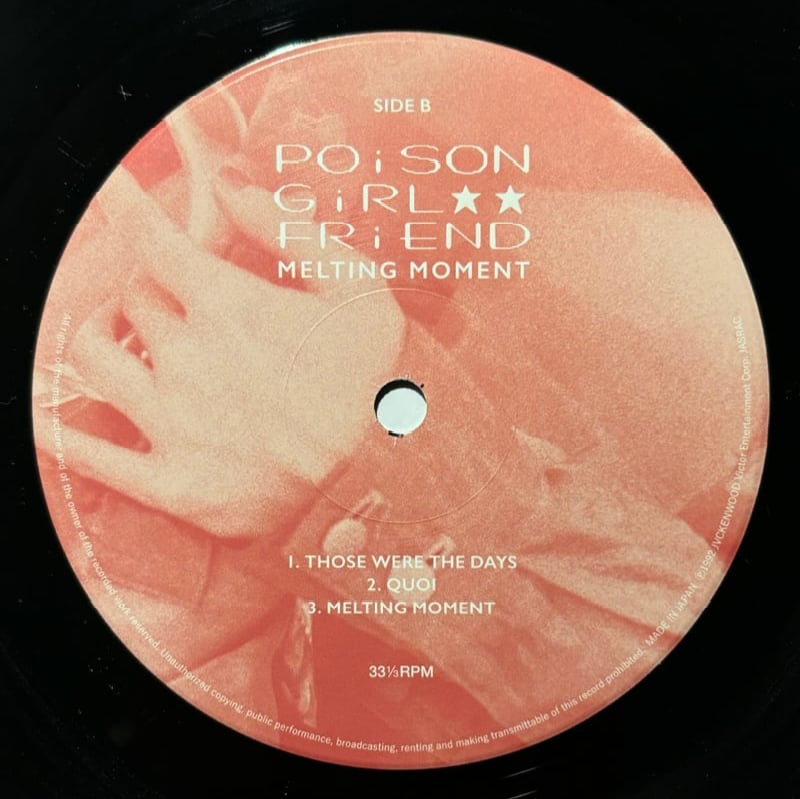 SIDE B
POiSON
GiRL★★
FRiEND
MELTING MOMENT
1. THOSE WERE THE DAYS
2. QUOI
3. MELTING MOMENT
33⅓RPM
All rights of the manufacturer and of the owner of the recorded work reserved. Unauthorized copying, public performance, broadcasting, renting and making transmittable of this record prohibited. MADE IN JAPAN. ℗1992 JVCKENWOOD Victor Entertainment Corp. JASRAC